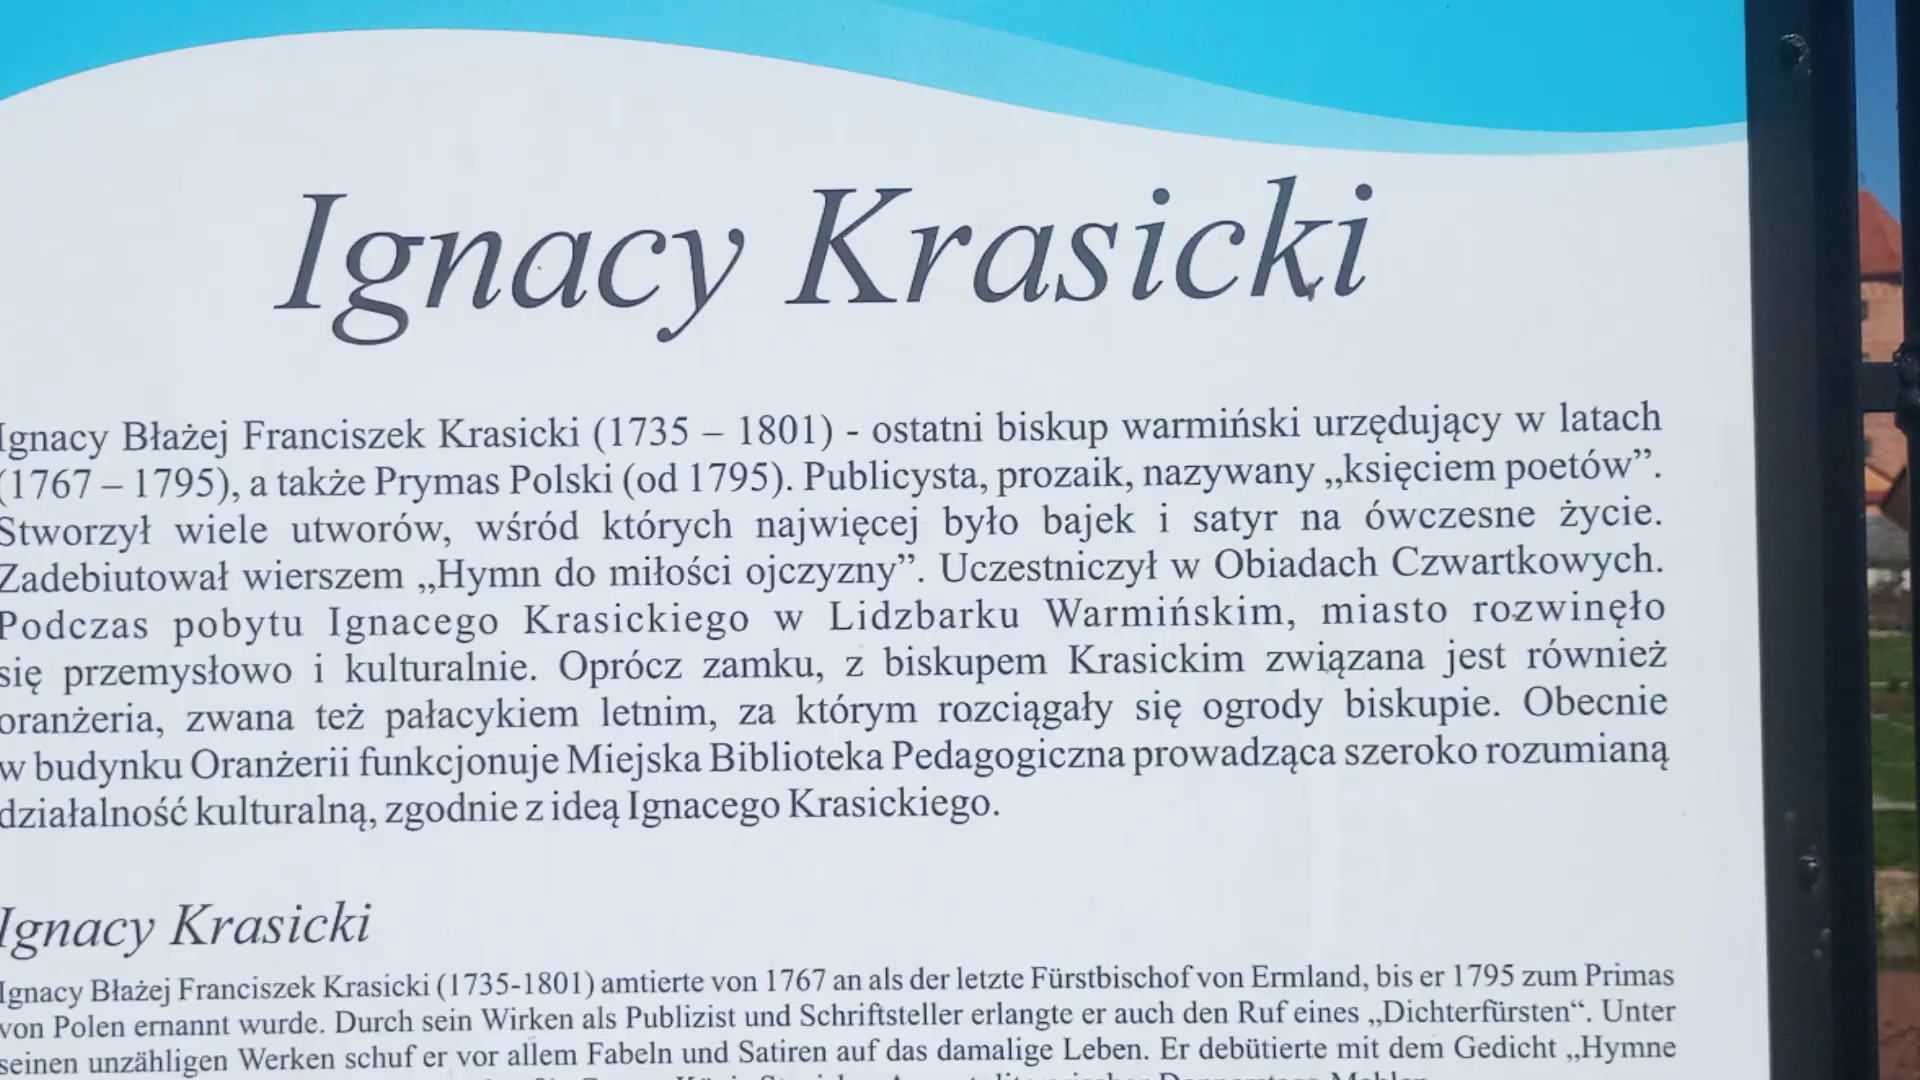 Ignacy Krasicki
Ignacy Błażej Franciszek Krasicki (1735 – 1801) - ostatni biskup warmiński urzędujący w latach
(1767 – 1795), a także Prymas Polski (od 1795). Publicysta, prozaik, nazywany „księciem poetów”.
Stworzył wiele utworów, wśród których najwięcej było bajek i satyr na ówczesne życie.
Zadebiutował wierszem „Hymn do miłości ojczyzny”. Uczestniczył w Obiadach Czwartkowych.
Podczas pobytu Ignacego Krasickiego w Lidzbarku Warmińskim, miasto rozwinęło
się przemysłowo i kulturalnie. Oprócz zamku, z biskupem Krasickim związana jest również
oranżeria, zwana też pałacykiem letnim, za którym rozciągały się ogrody biskupie. Obecnie
w budynku Oranżerii funkcjonuje Miejska Biblioteka Pedagogiczna prowadząca szeroko rozumianą
działalność kulturalną, zgodnie z ideą Ignacego Krasickiego.
Ignacy Krasicki
Ignacy Błażej Franciszek Krasicki (1735-1801) amtierte von 1767 an als der letzte Fürstbischof von Ermland, bis er 1795 zum Primas
von Polen ernannt wurde. Durch sein Wirken als Publizist und Schriftsteller erlangte er auch den Ruf eines „Dichterfürsten“. Unter
seinen unzähligen Werken schuf er vor allem Fabeln und Satiren auf das damalige Leben. Er debütierte mit dem Gedicht „Hymne